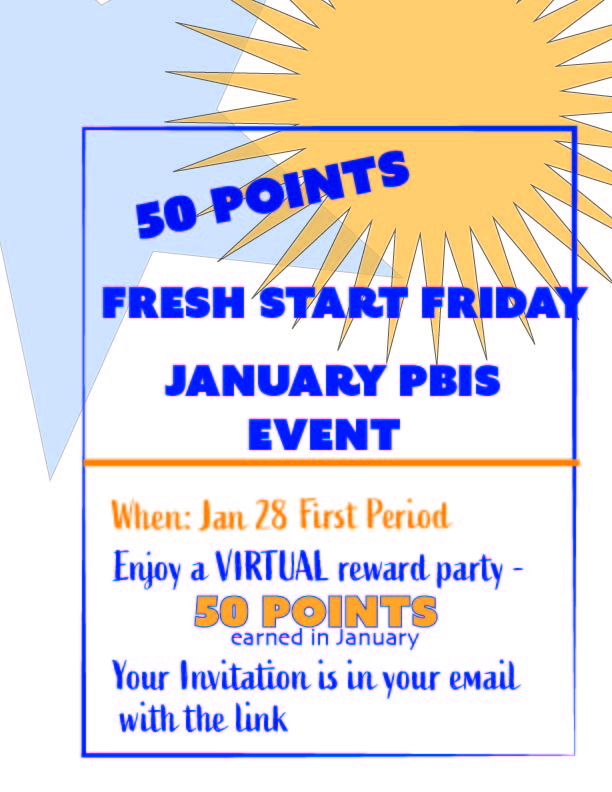 50 POINTS
FRESH START FRIDAY
JANUARY PBIS
EVENT
When: Jan 28 First Period
Enjoy a VIRTUAL reward party -
50 POINTS
earned in January
Your Invitation is in your email
with the link